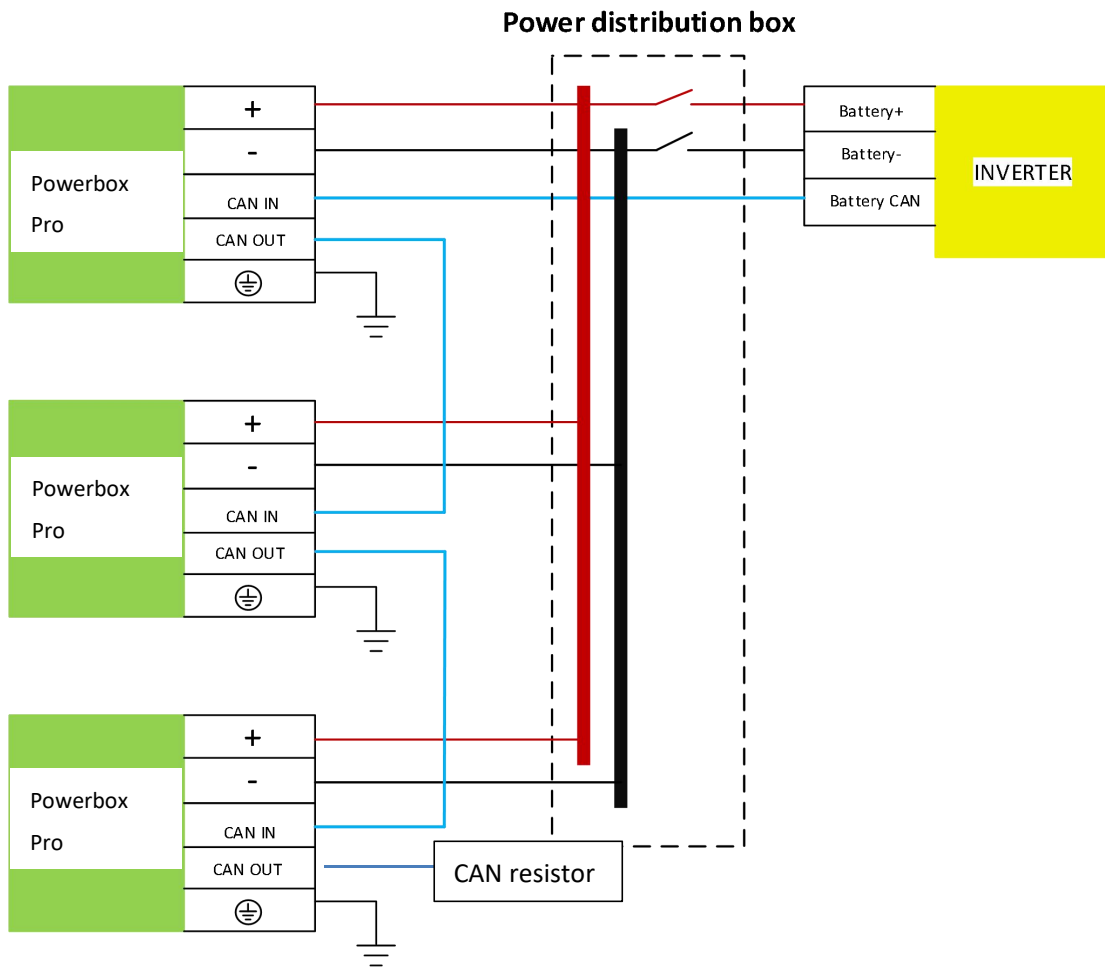 Power distribution box
Powerbox
Pro
+
-
CAN IN
CAN OUT
Battery+
Battery-
Battery CAN
INVERTER
Powerbox
Pro
+
-
CAN IN
CAN OUT
Powerbox
Pro
+
-
CAN IN
CAN OUT
CAN resistor